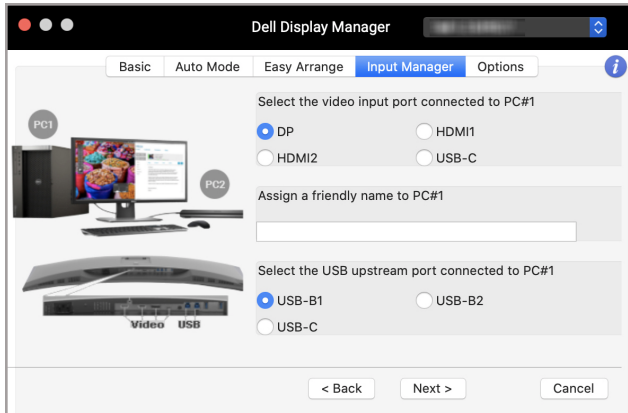 Dell Display Manager
Basic Auto Mode Easy Arrange Input Manager Options
i
Select the video input port connected to PC#1
PC1
DP HDMI1
HDMI2 USB-C
PC2
Assign a friendly name to PC#1
Select the USB upstream port connected to PC#1
USB-B1 USB-B2
Video USB
USB-C
< Back Next > Cancel